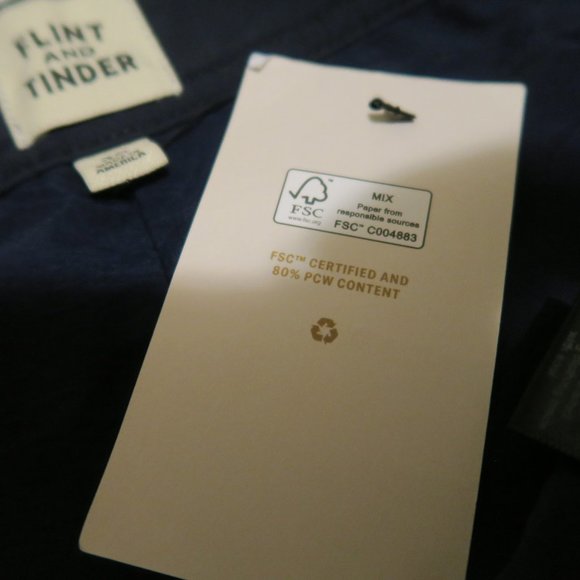 FLINT
AND
TINDER
AMERICA
FSC
www.fsc.org
MIX
Paper from
responsible sources
FSC™ C004883
FSC™ CERTIFIED AND
80% PCW CONTENT